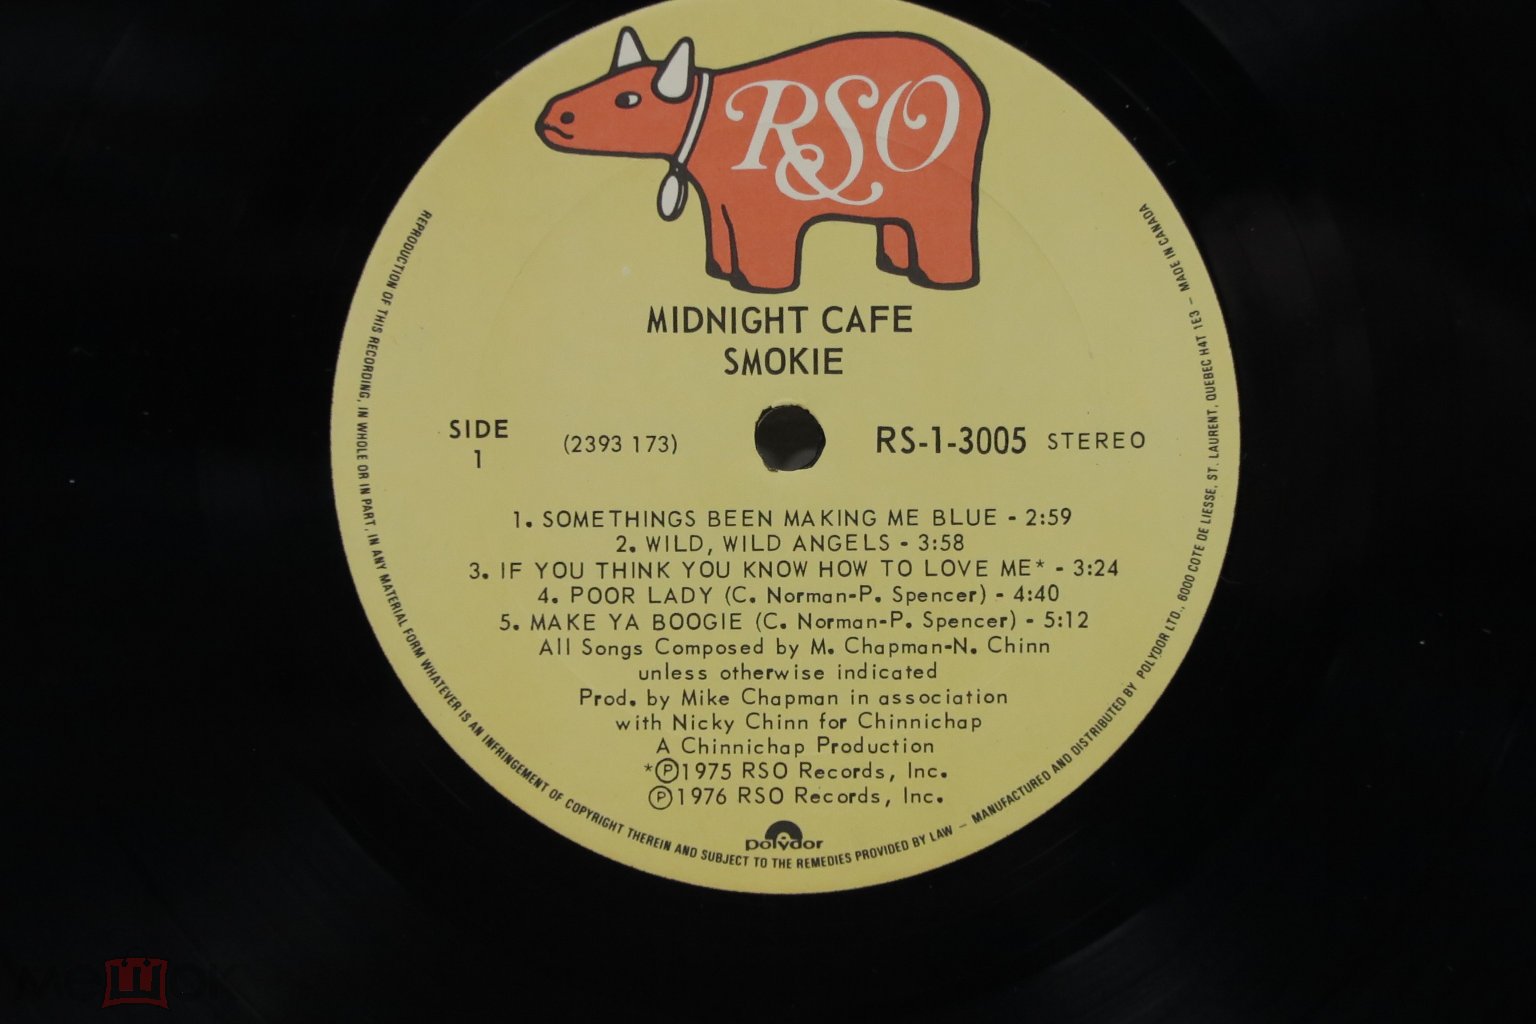 RSO
MIDNIGHT CAFE
SMOKIE
SIDE
1
(2393 173)
RS-1-3005 STEREO
1. SOMETHINGS BEEN MAKING ME BLUE - 2:59
2. WILD, WILD ANGELS - 3:58
3. IF YOU THINK YOU KNOW HOW TO LOVE ME* - 3:24
4. POOR LADY (C. Norman-P. Spencer) - 4:40
5. MAKE YA BOOGIE (C. Norman-P. Spencer) - 5:12
All Songs Composed by M. Chapman-N. Chinn
unless otherwise indicated
Prod. by Mike Chapman in association
with Nicky Chinn for Chinnichap
A Chinnichap Production
*Ⓟ1975 RSO Records, Inc.
Ⓟ1976 RSO Records, Inc.
polydor
REPRODUCTION OF THIS RECORDING, IN WHOLE OR IN PART, IN ANY MATERIAL FORM WHATEVER IS AN INFRINGEMENT OF COPYRIGHT THEREIN AND SUBJECT TO THE REMEDIES PROVIDED BY LAW – MANUFACTURED AND DISTRIBUTED BY POLYDOR LTD., 6000 COTE DE LIESSE, ST. LAURENT, QUEBEC H4T 1E3 – MADE IN CANADA